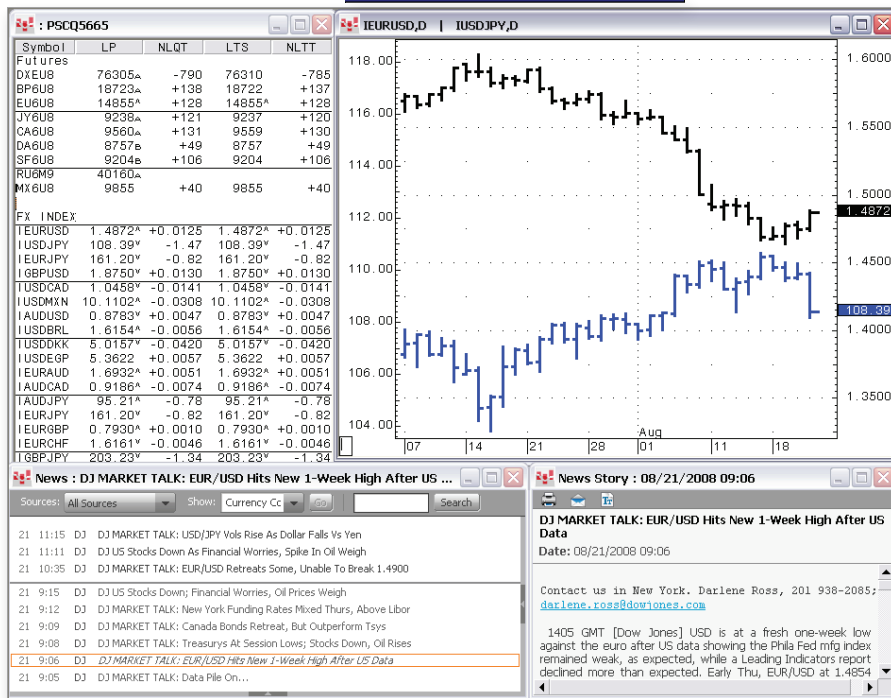 : PSCQ5665
Symbol LP NLQT LTS NLTT
Futures
DXEU8 76305▵ -790 76310 -785
BP6U8 18723▵ +138 18722 +137
EU6U8 14855^ +128 14855^ +128
JY6U8 9238▵ +121 9237 +120
CA6U8 9560▵ +131 9559 +130
DA6U8 8757B +49 8757 +49
SF6U8 9204B +106 9204 +106
RU6M9 40160▵
MX6U8 9855 +40 9855 +40
FX INDEX
IEURUSD 1.4872^ +0.0125 1.4872^ +0.0125
IUSDJPY 108.39v -1.47 108.39v -1.47
IEURJPY 161.20v -0.82 161.20v -0.82
IGBPUSD 1.8750v +0.0130 1.8750v +0.0130
IUSDCAD 1.0458v -0.0141 1.0458v -0.0141
IUSDMXN 10.1102^ -0.0308 10.1102^ -0.0308
IAUDUSD 0.8783v +0.0047 0.8783v +0.0047
IUSDBRL 1.6154^ -0.0056 1.6154^ -0.0056
IUSDDKK 5.0157v -0.0420 5.0157v -0.0420
IUSDEGP 5.3622 +0.0057 5.3622 +0.0057
IEURAUD 1.6932^ +0.0051 1.6932^ +0.0051
IAUDCAD 0.9186^ -0.0074 0.9186^ -0.0074
IAUDJPY 95.21^ -0.78 95.21^ -0.78
IEURJPY 161.20v -0.82 161.20v -0.82
IEURGBP 0.7930^ +0.0010 0.7930^ +0.0010
IEURCHF 1.6161v -0.0046 1.6161v -0.0046
IGBPJPY 203.23v -1.34 203.23v -1.34
IEURUSD,D | IUSDJPY,D
118.00
116.00
114.00
112.00
110.00
108.00
106.00
104.00
1.6000
1.5500
1.5000
1.4872
1.4500
108.39
1.4000
1.3500
Aug
07 14 21 28 01 11 18
News : DJ MARKET TALK: EUR/USD Hits New 1-Week High After US ...
Sources: All Sources Show: Currency Cc Go Search
21 11:15 DJ DJ MARKET TALK: USD/JPY Vols Rise As Dollar Falls Vs Yen
21 11:11 DJ DJ US Stocks Down As Financial Worries, Spike In Oil Weigh
21 10:35 DJ DJ MARKET TALK: EUR/USD Retreats Some, Unable To Break 1.4900
21 9:15 DJ DJ US Stocks Down; Financial Worries, Oil Prices Weigh
21 9:12 DJ DJ MARKET TALK: New York Funding Rates Mixed Thurs, Above Libor
21 9:09 DJ DJ MARKET TALK: Canada Bonds Retreat, But Outperform Tsys
21 9:08 DJ DJ MARKET TALK: Treasurys At Session Lows; Stocks Down, Oil Rises
21 9:06 DJ DJ MARKET TALK: EUR/USD Hits New 1-Week High After US Data
21 9:05 DJ DJ MARKET TALK: Data Pile On...
News Story : 08/21/2008 09:06
DJ MARKET TALK: EUR/USD Hits New 1-Week High After US
Data
Date: 08/21/2008 09:06
Contact us in New York. Darlene Ross, 201 938-2085;
darlene.ross@dowjones.com
1405 GMT [Dow Jones] USD is at a fresh one-week low
against the euro after US data showing the Phila Fed mfg index
remained weak, as expected, while a Leading Indicators report
declined more than expected. Early Thu, EUR/USD at 1.4854